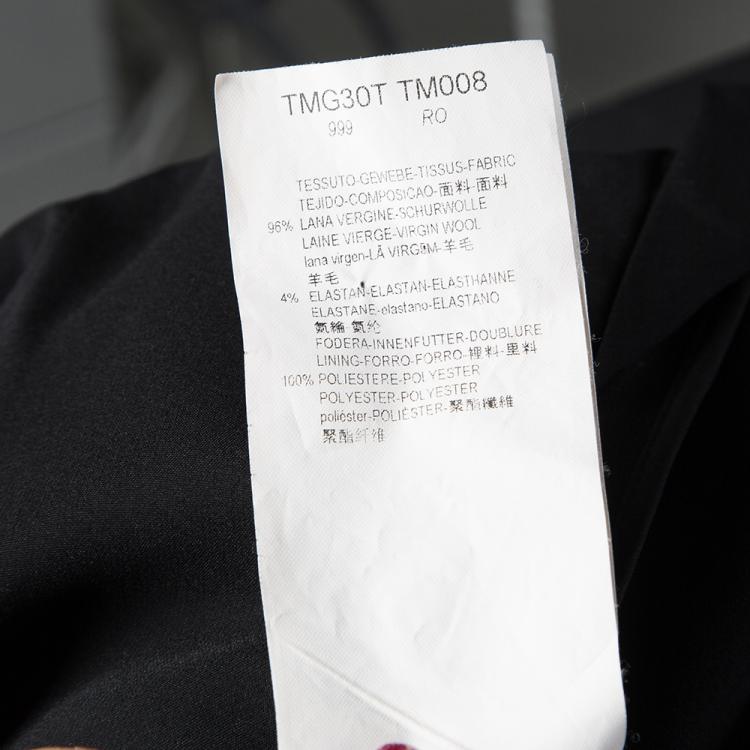 TMG30T TM008
999 RO
TESSUTO-GEWEBE-TISSUS-FABRIC
TEJIDO-COMPOSICAO-面料-面料
96% LANA VERGINE-SCHURWOLLE
LAINE VIERGE-VIRGIN WOOL
lana virgen-LÃ VIRGEM-羊毛
羊毛
4% ELASTAN-ELASTAN-ELASTHANNE
ELASTANE-elastano-ELASTANO
氨綸-氨纶
FODERA-INNENFUTTER-DOUBLURE
LINING-FORRO-FORRO-裡料-里料
100% POLIESTERE-POLYESTER
POLYESTER-POLYESTER
poliéster-POLIÉSTER-聚酯纖維
聚酯纤维